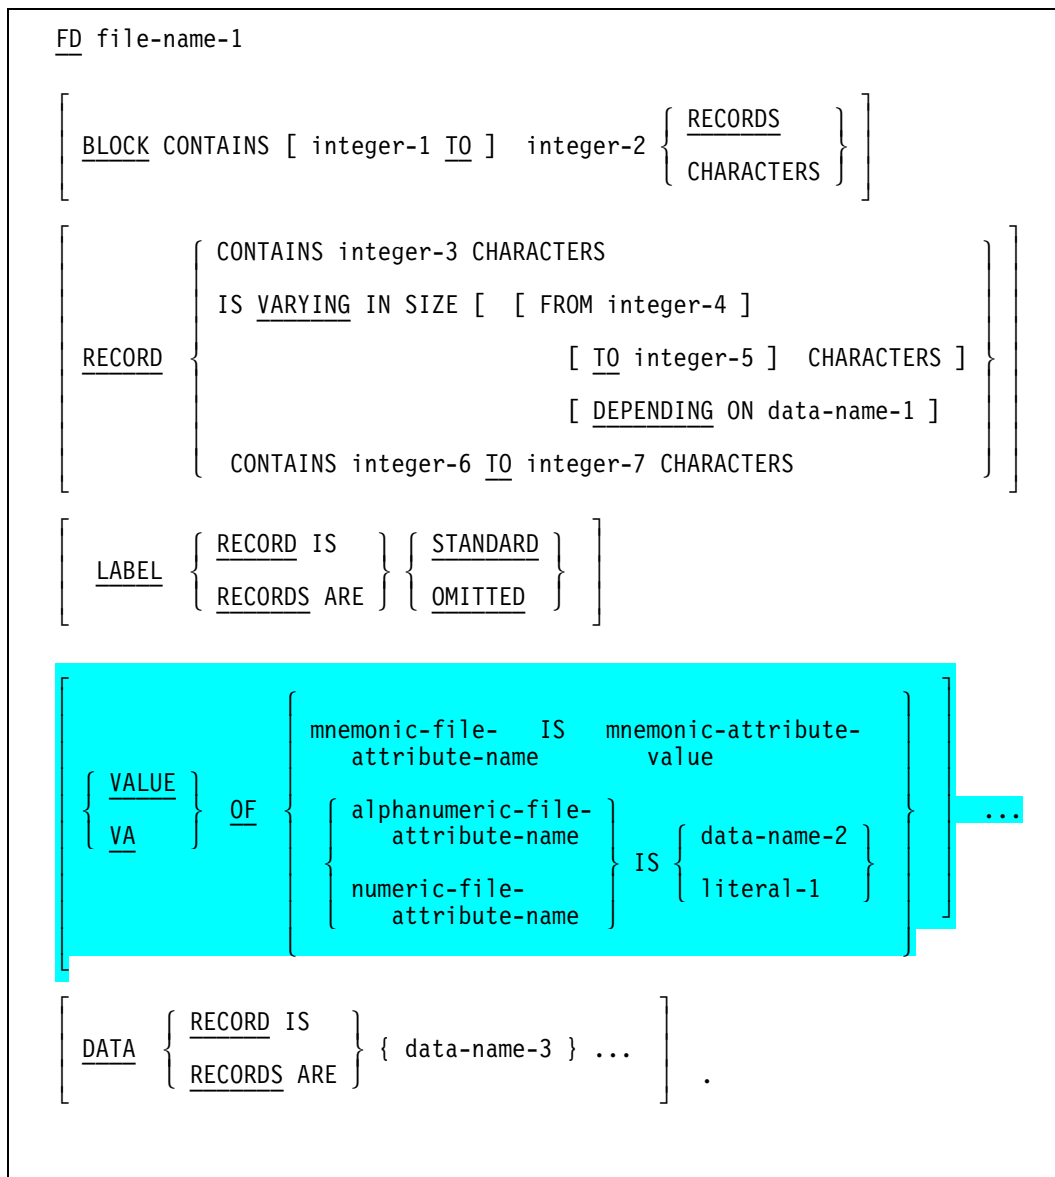 FD file-name-1
RECORDS
BLOCK CONTAINS [ integer-1 TO ] integer-2
CHARACTERS
CONTAINS integer-3 CHARACTERS
IS VARYING IN SIZE [ [ FROM integer-4 ]
RECORD [ TO integer-5 ] CHARACTERS ]
[ DEPENDING ON data-name-1 ]
CONTAINS integer-6 TO integer-7 CHARACTERS
RECORD IS STANDARD
LABEL
RECORDS ARE OMITTED
mnemonic-file- IS mnemonic-attribute-
attribute-name value
VALUE alphanumeric-file-
OF ...
VA attribute-name data-name-2
IS
numeric-file- literal-1
attribute-name
RECORD IS
DATA { data-name-3 } ...
RECORDS ARE .